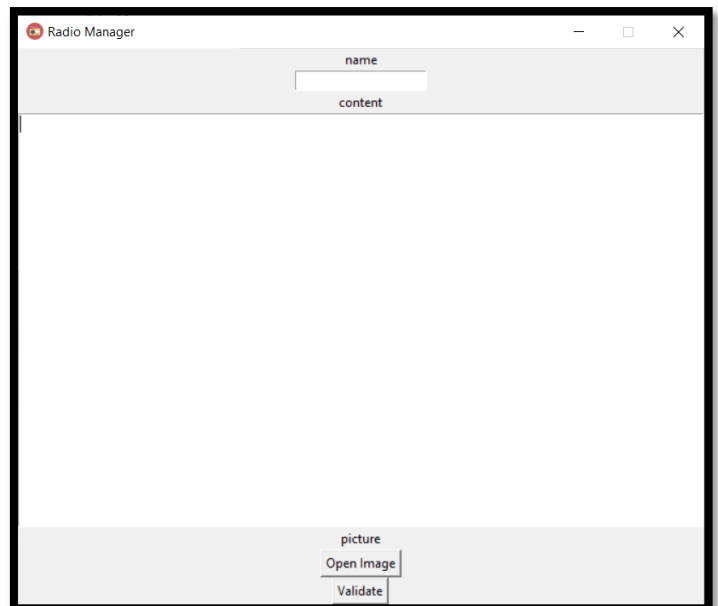 Radio Manager
name
content
picture
Open Image
Validate